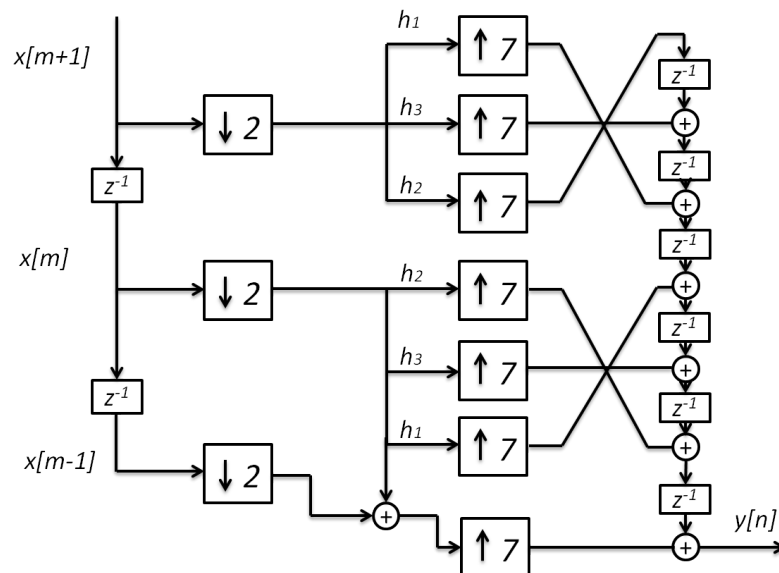 h₁
x[m+1]
↑ 7
z⁻¹
h₃
↓ 2
↑ 7
+
z⁻¹
z⁻¹
h₂
↑ 7
+
x[m]
z⁻¹
h₂
↓ 2
↑ 7
+
z⁻¹
h₃
↑ 7
+
z⁻¹
z⁻¹
h₁
x[m-1]
↑ 7
+
↓ 2
z⁻¹
+
y[n]
↑ 7
+